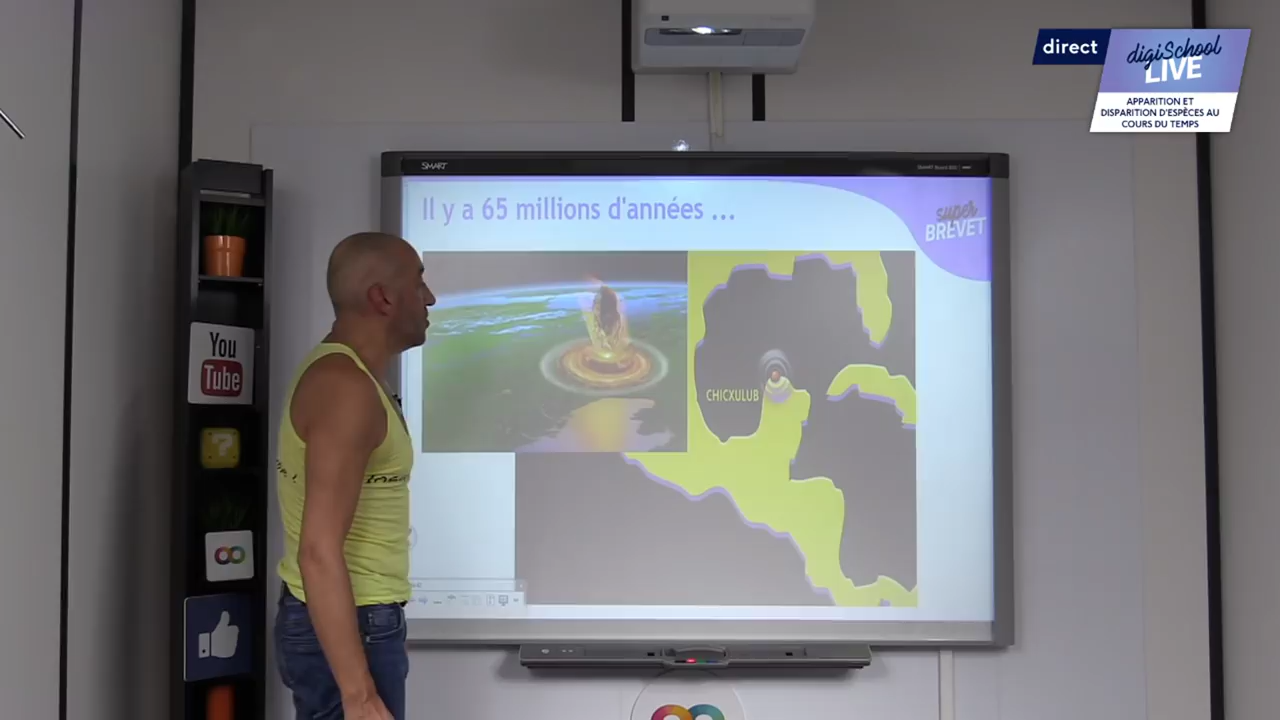 direct
digiSchool
LIVE
APPARITION ET
DISPARITION D'ESPÈCES AU
COURS DU TEMPS
SMART
Il y a 65 millions d'années ...
super
BREVET
CHICXULUB
You
Tube
?